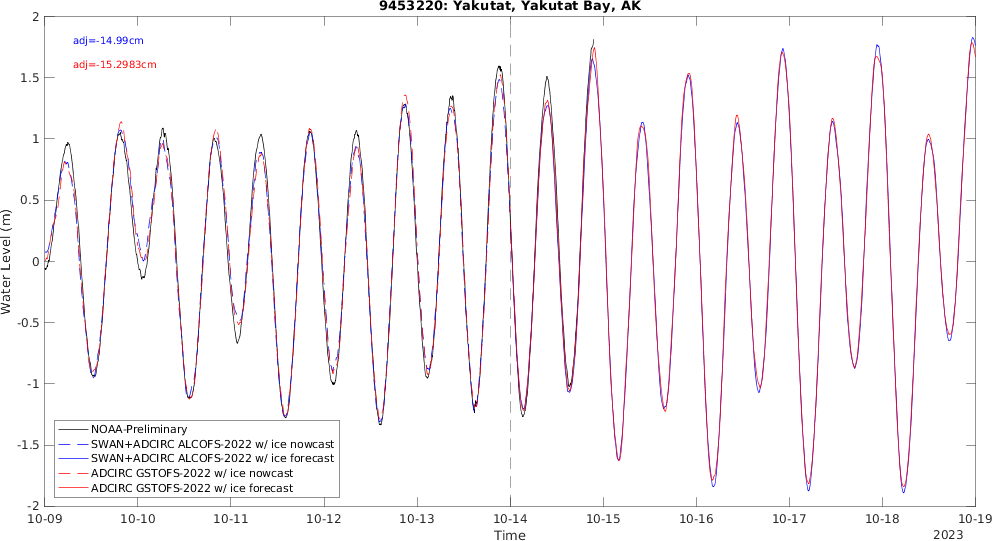 9453220: Yakutat, Yakutat Bay, AK
adj=-14.99cm
adj=-15.2983cm
Water Level (m)
2
1.5
1
0.5
0
-0.5
-1
-1.5
-2
NOAA-Preliminary
SWAN+ADCIRC ALCOFS-2022 w/ ice nowcast
SWAN+ADCIRC ALCOFS-2022 w/ ice forecast
ADCIRC GSTOFS-2022 w/ ice nowcast
ADCIRC GSTOFS-2022 w/ ice forecast
10-09 10-10 10-11 10-12 10-13 10-14 10-15 10-16 10-17 10-18 10-19
Time
2023